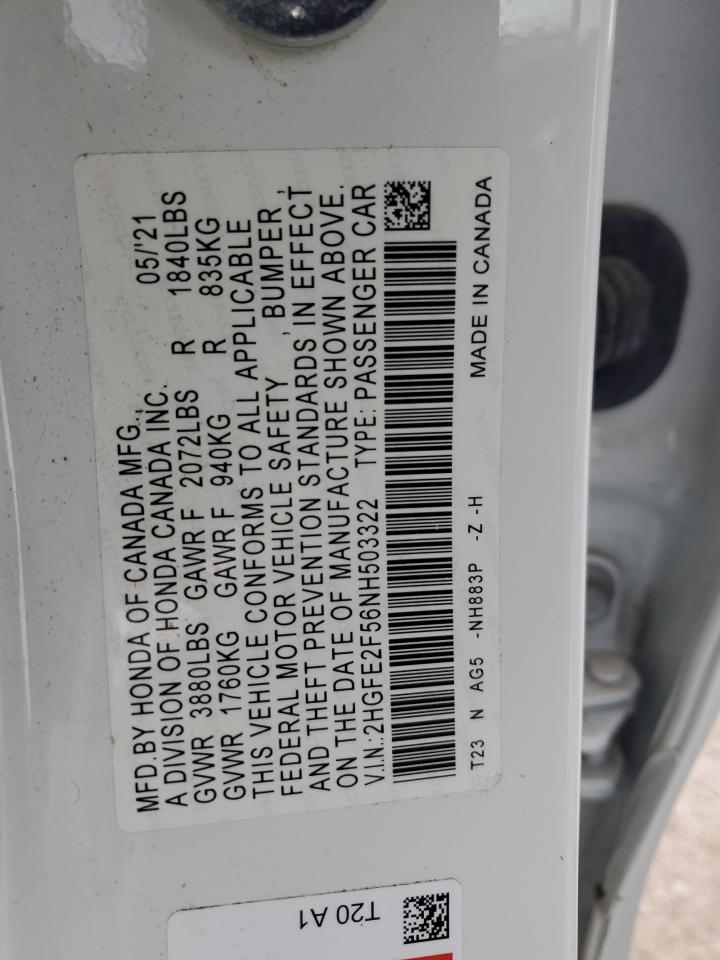 MFD.BY HONDA OF CANADA MFG., 05/'21
A DIVISION OF HONDA CANADA INC.
GVWR 3880LBS GAWR F 2072LBS R 1840LBS
GVWR 1760KG GAWR F 940KG R 835KG
THIS VEHICLE CONFORMS TO ALL APPLICABLE
FEDERAL MOTOR VEHICLE SAFETY , BUMPER ,
AND THEFT PREVENTION STANDARDS IN EFFECT
ON THE DATE OF MANUFACTURE SHOWN ABOVE.
V.I.N.:2HGFE2F56NH503322 TYPE: PASSENGER CAR
T23 N AG5 -NH883P -Z -H MADE IN CANADA
T20 A1